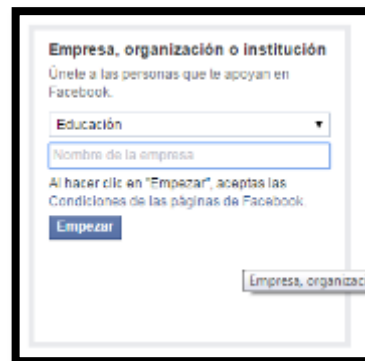 Empresa, organización o institución
Únete a las personas que te apoyan en
Facebook.
Educación
Nombre de la empresa
Al hacer clic en "Empezar", aceptas las
Condiciones de las páginas de Facebook.
Empezar
Empresa, organizac